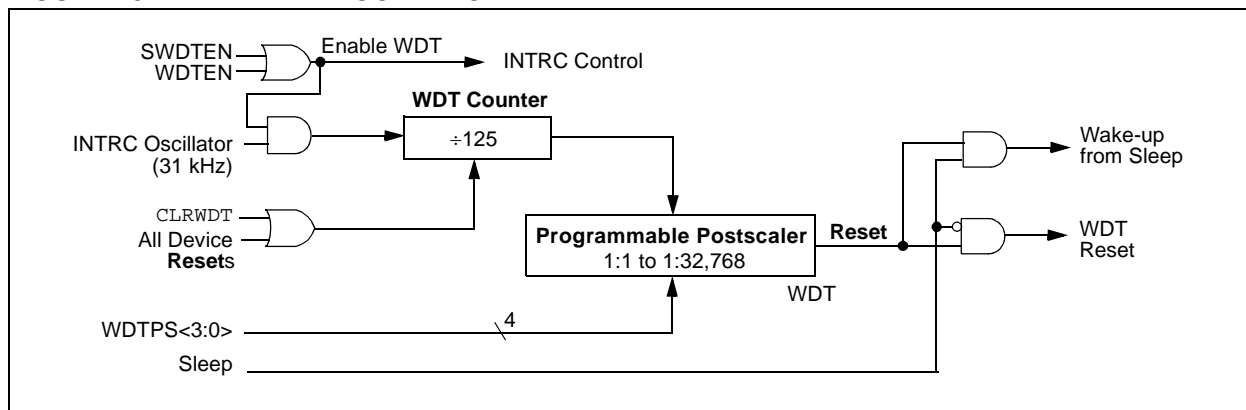 SWDTEN
WDTEN
Enable WDT
INTRC Control
WDT Counter
÷125
INTRC Oscillator
(31 kHz)
Wake-up
from Sleep
CLRWDT
All Device
Resets
Programmable Postscaler
1:1 to 1:32,768
Reset
WDT
Reset
WDT
WDTPS<3:0>
4
Sleep